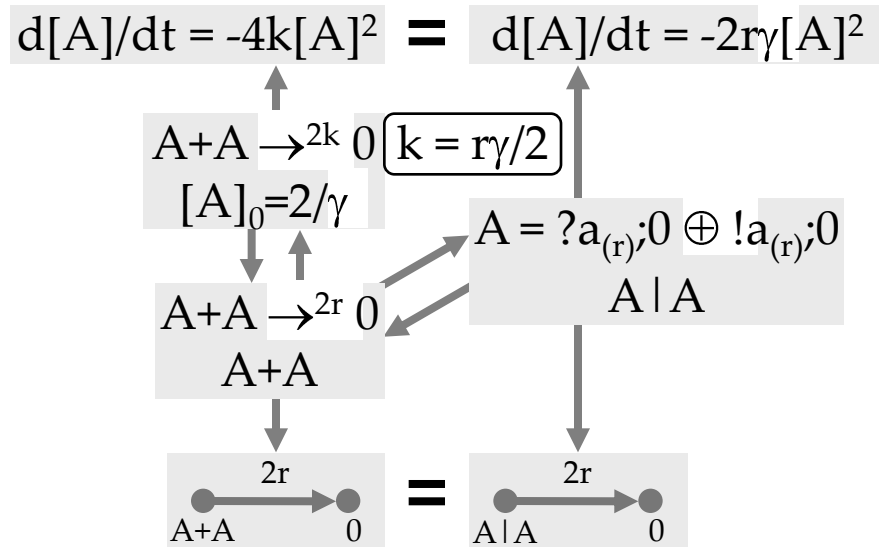 d[A]/dt = -4k[A]² = d[A]/dt = -2rγ[A]²
A+A →²ᵏ 0 k = rγ/2
[A]₀=2/γ
A = ?a₍ᵣ₎;0 ⊕ !a₍ᵣ₎;0
A|A
A+A →²ʳ 0
A+A
2r = 2r
A+A 0 A|A 0